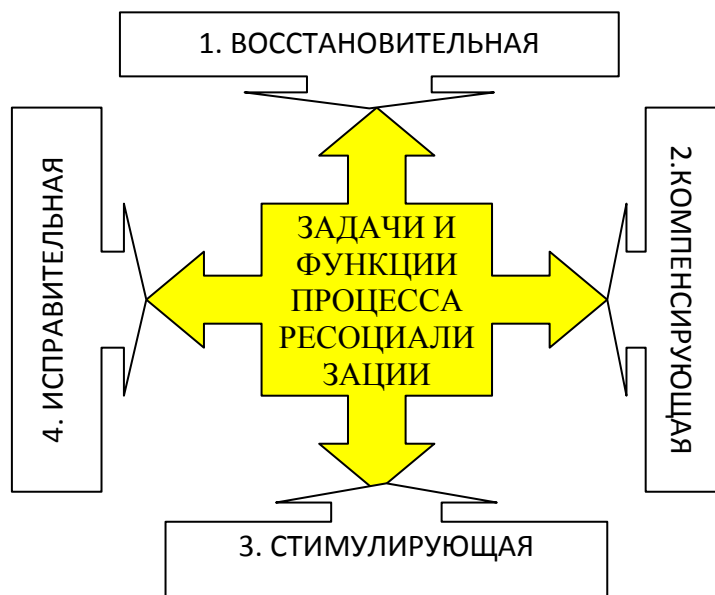 1. ВОССТАНОВИТЕЛЬНАЯ
2.КОМПЕНСИРУЮЩАЯ
ЗАДАЧИ И
ФУНКЦИИ
ПРОЦЕССА
РЕСОЦИАЛИ
ЗАЦИИ
4. ИСПРАВИТЕЛЬНАЯ
3. СТИМУЛИРУЮЩАЯ